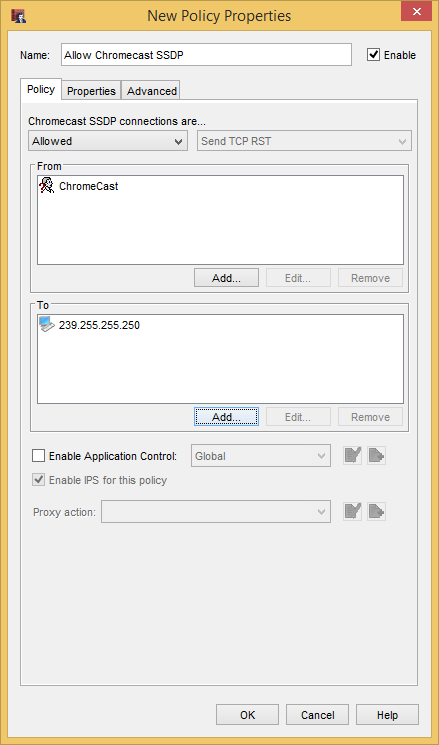 New Policy Properties
Name: Allow Chromecast SSDP Enable
Policy Properties Advanced
Chromecast SSDP connections are...
Allowed Send TCP RST
From
ChromeCast
Add... Edit... Remove
To
239.255.255.250
Add... Edit... Remove
Enable Application Control: Global
Enable IPS for this policy
Proxy action:
OK Cancel Help